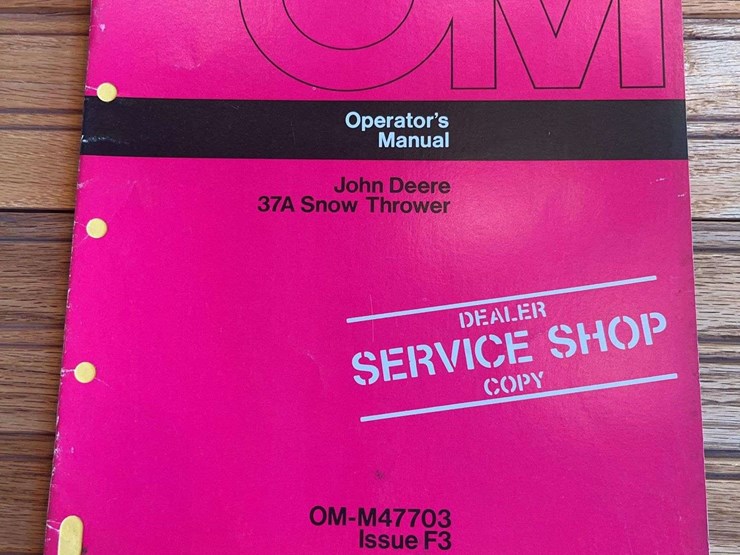 OM
Operator's
Manual
John Deere
37A Snow Thrower
DEALER
SERVICE SHOP
COPY
OM-M47703
Issue F3